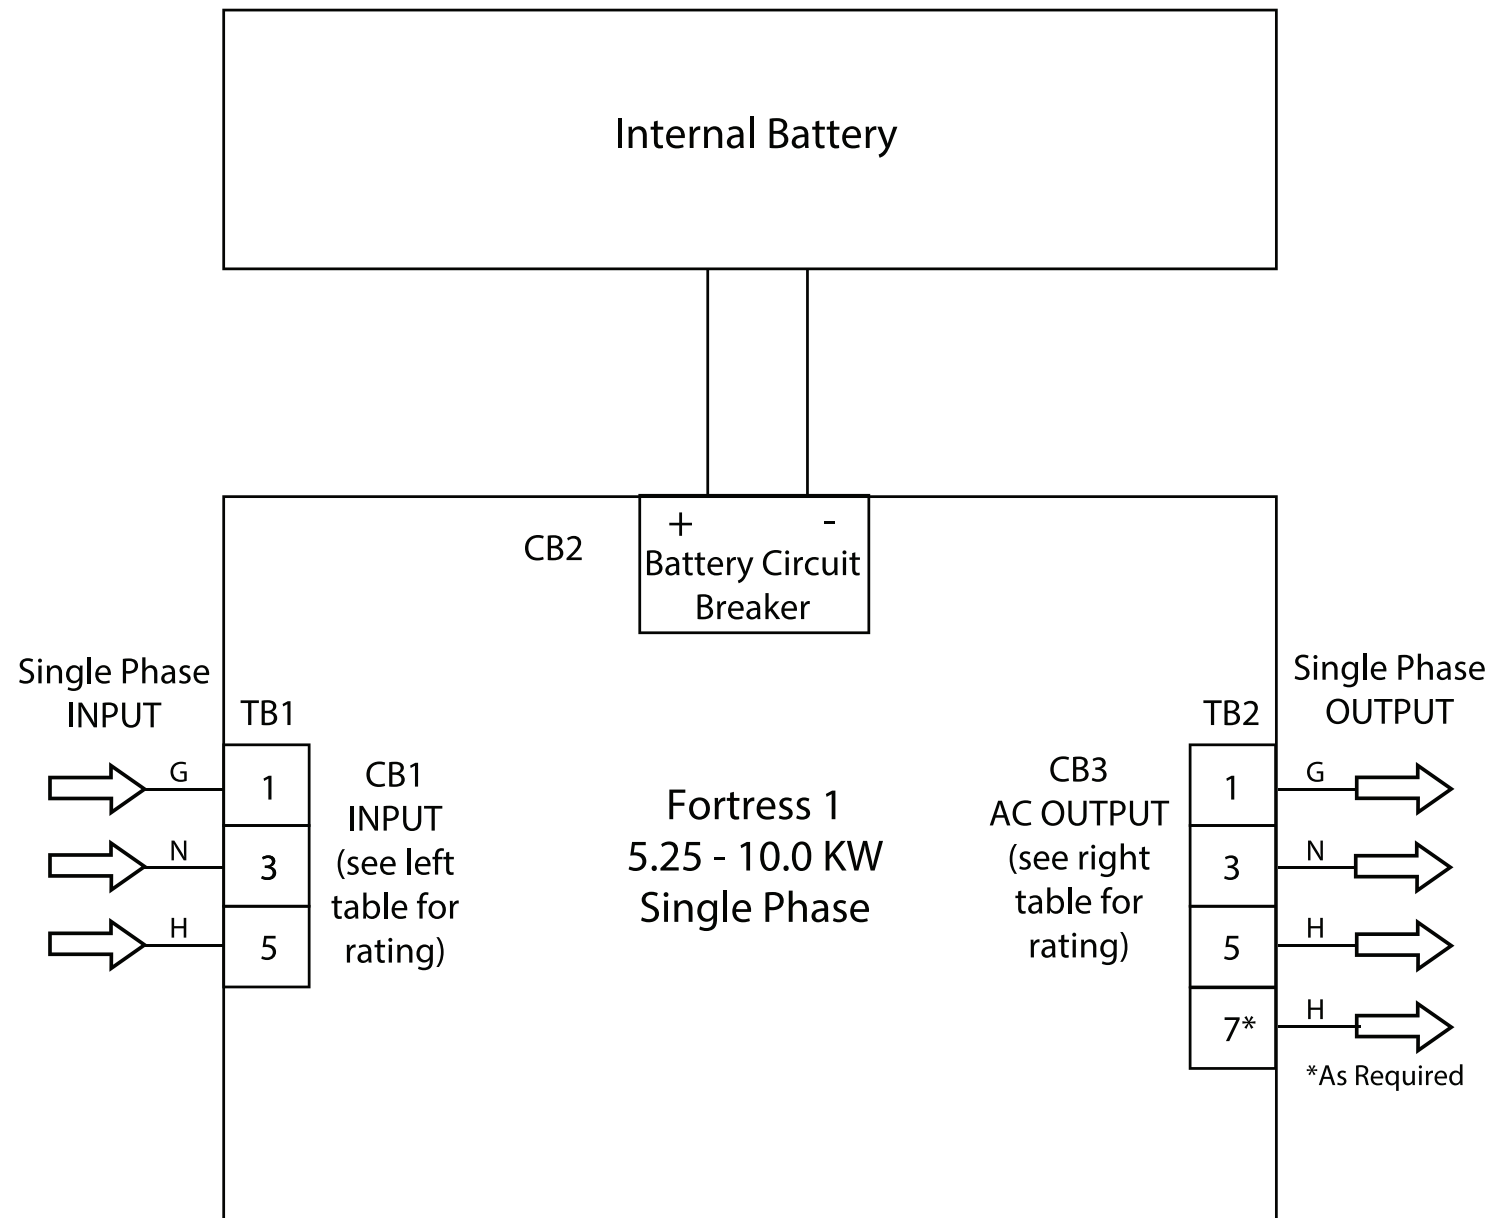 Internal Battery
+ -
CB2
Battery Circuit
Breaker
Single Phase
INPUT
TB1
G
1
N
3
H
5
CB1
INPUT
(see left
table for
rating)
Fortress 1
5.25 - 10.0 KW
Single Phase
CB3
AC OUTPUT
(see right
table for
rating)
TB2
Single Phase
OUTPUT
1
G
3
N
5
H
7*
H
*As Required